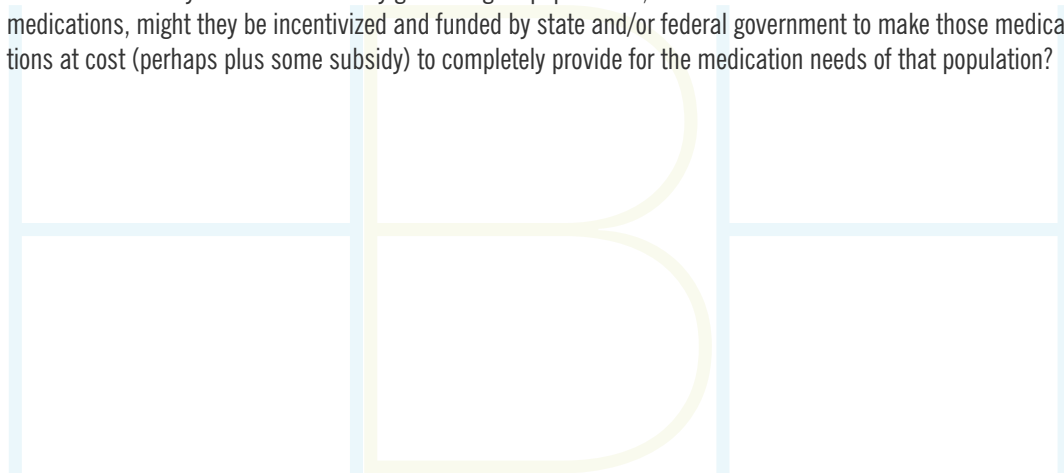 medications, might they be incentivized and funded by state and/or federal government to make those medica
tions at cost (perhaps plus some subsidy) to completely provide for the medication needs of that population?